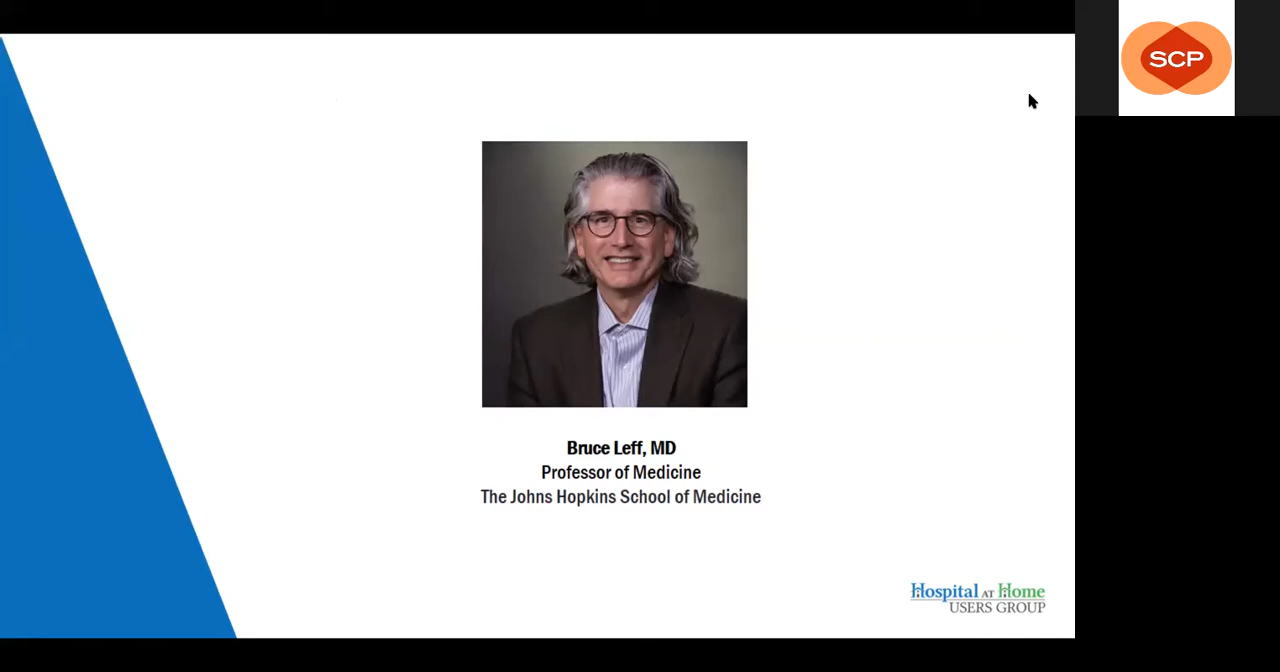 SCP
Bruce Leff, MD
Professor of Medicine
The Johns Hopkins School of Medicine
Hospital AT Home
USERS GROUP